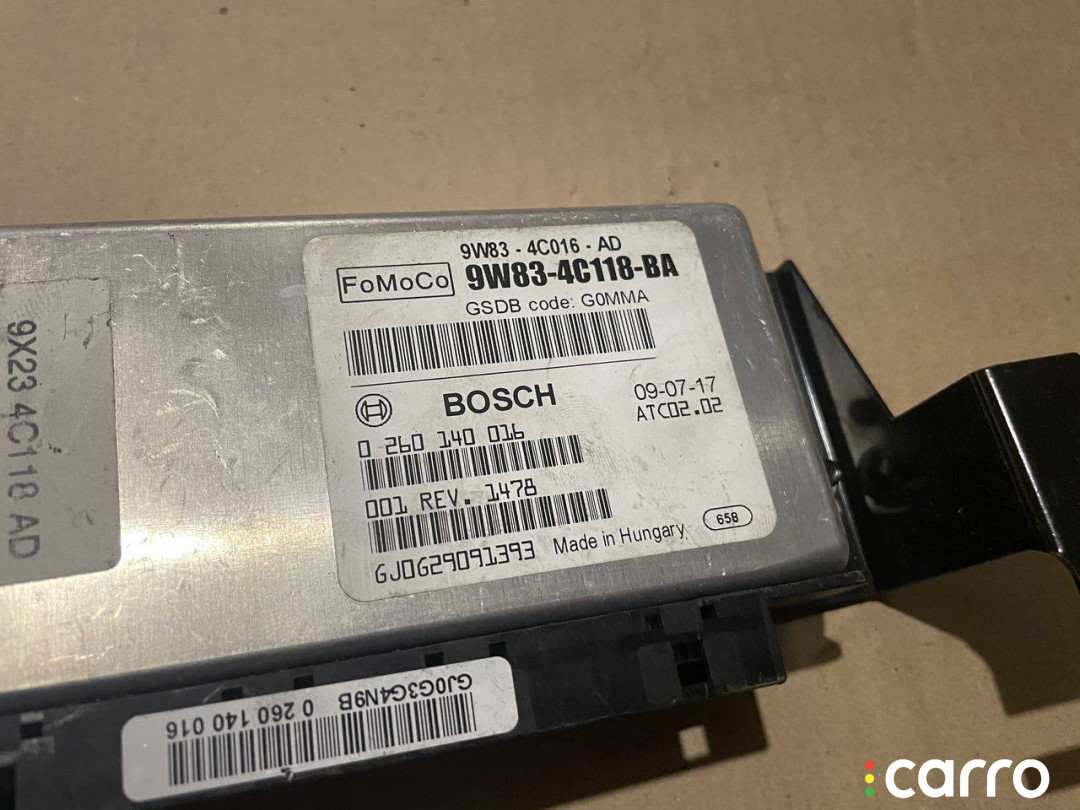 9X23 4C118 AD
9W83 - 4C016 - AD
FoMoCo 9W83-4C118-BA
GSDB code: G0MMA
BOSCH 09-07-17
ATC02.02
0 260 140 016
001 REV. 1478
GJ0G29091393 Made in Hungary 658
GJ0G3G4N9B
0 260 140 016
2
carro